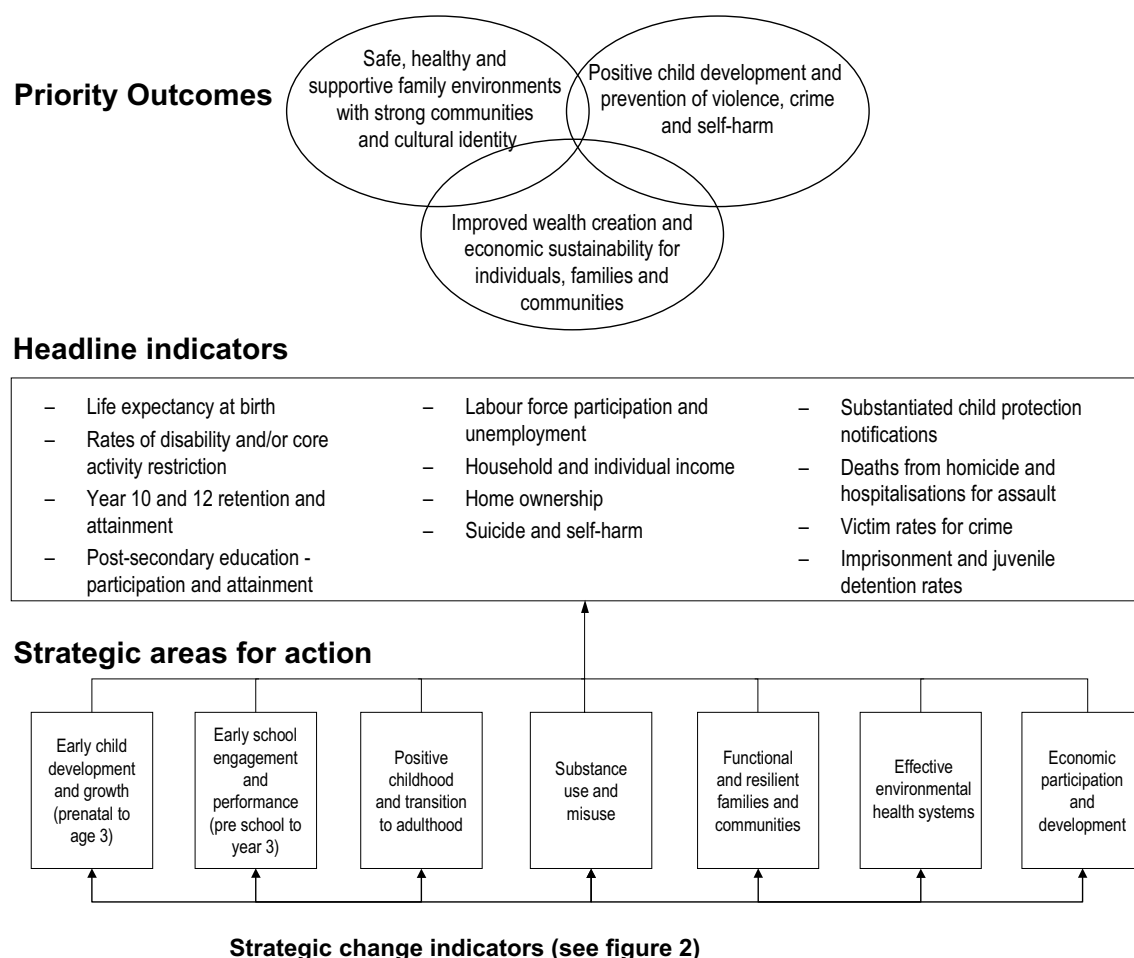 Priority Outcomes
Safe, healthy and
supportive family environments
with strong communities
and cultural identity
Positive child development and
prevention of violence, crime
and self-harm
Improved wealth creation and
economic sustainability for
individuals, families and
communities
Headline indicators
– Life expectancy at birth
– Rates of disability and/or core
activity restriction
– Year 10 and 12 retention and
attainment
– Post-secondary education -
participation and attainment
– Labour force participation and
unemployment
– Household and individual income
– Home ownership
– Suicide and self-harm
– Substantiated child protection
notifications
– Deaths from homicide and
hospitalisations for assault
– Victim rates for crime
– Imprisonment and juvenile
detention rates
Strategic areas for action
Early child
development
and growth
(prenatal to
age 3)
Early school
engagement
and
performance
(pre school to
year 3)
Positive
childhood
and transition
to adulthood
Substance
use and
misuse
Functional
and resilient
families and
communities
Effective
environmental
health systems
Economic
participation
and
development
Strategic change indicators (see figure 2)